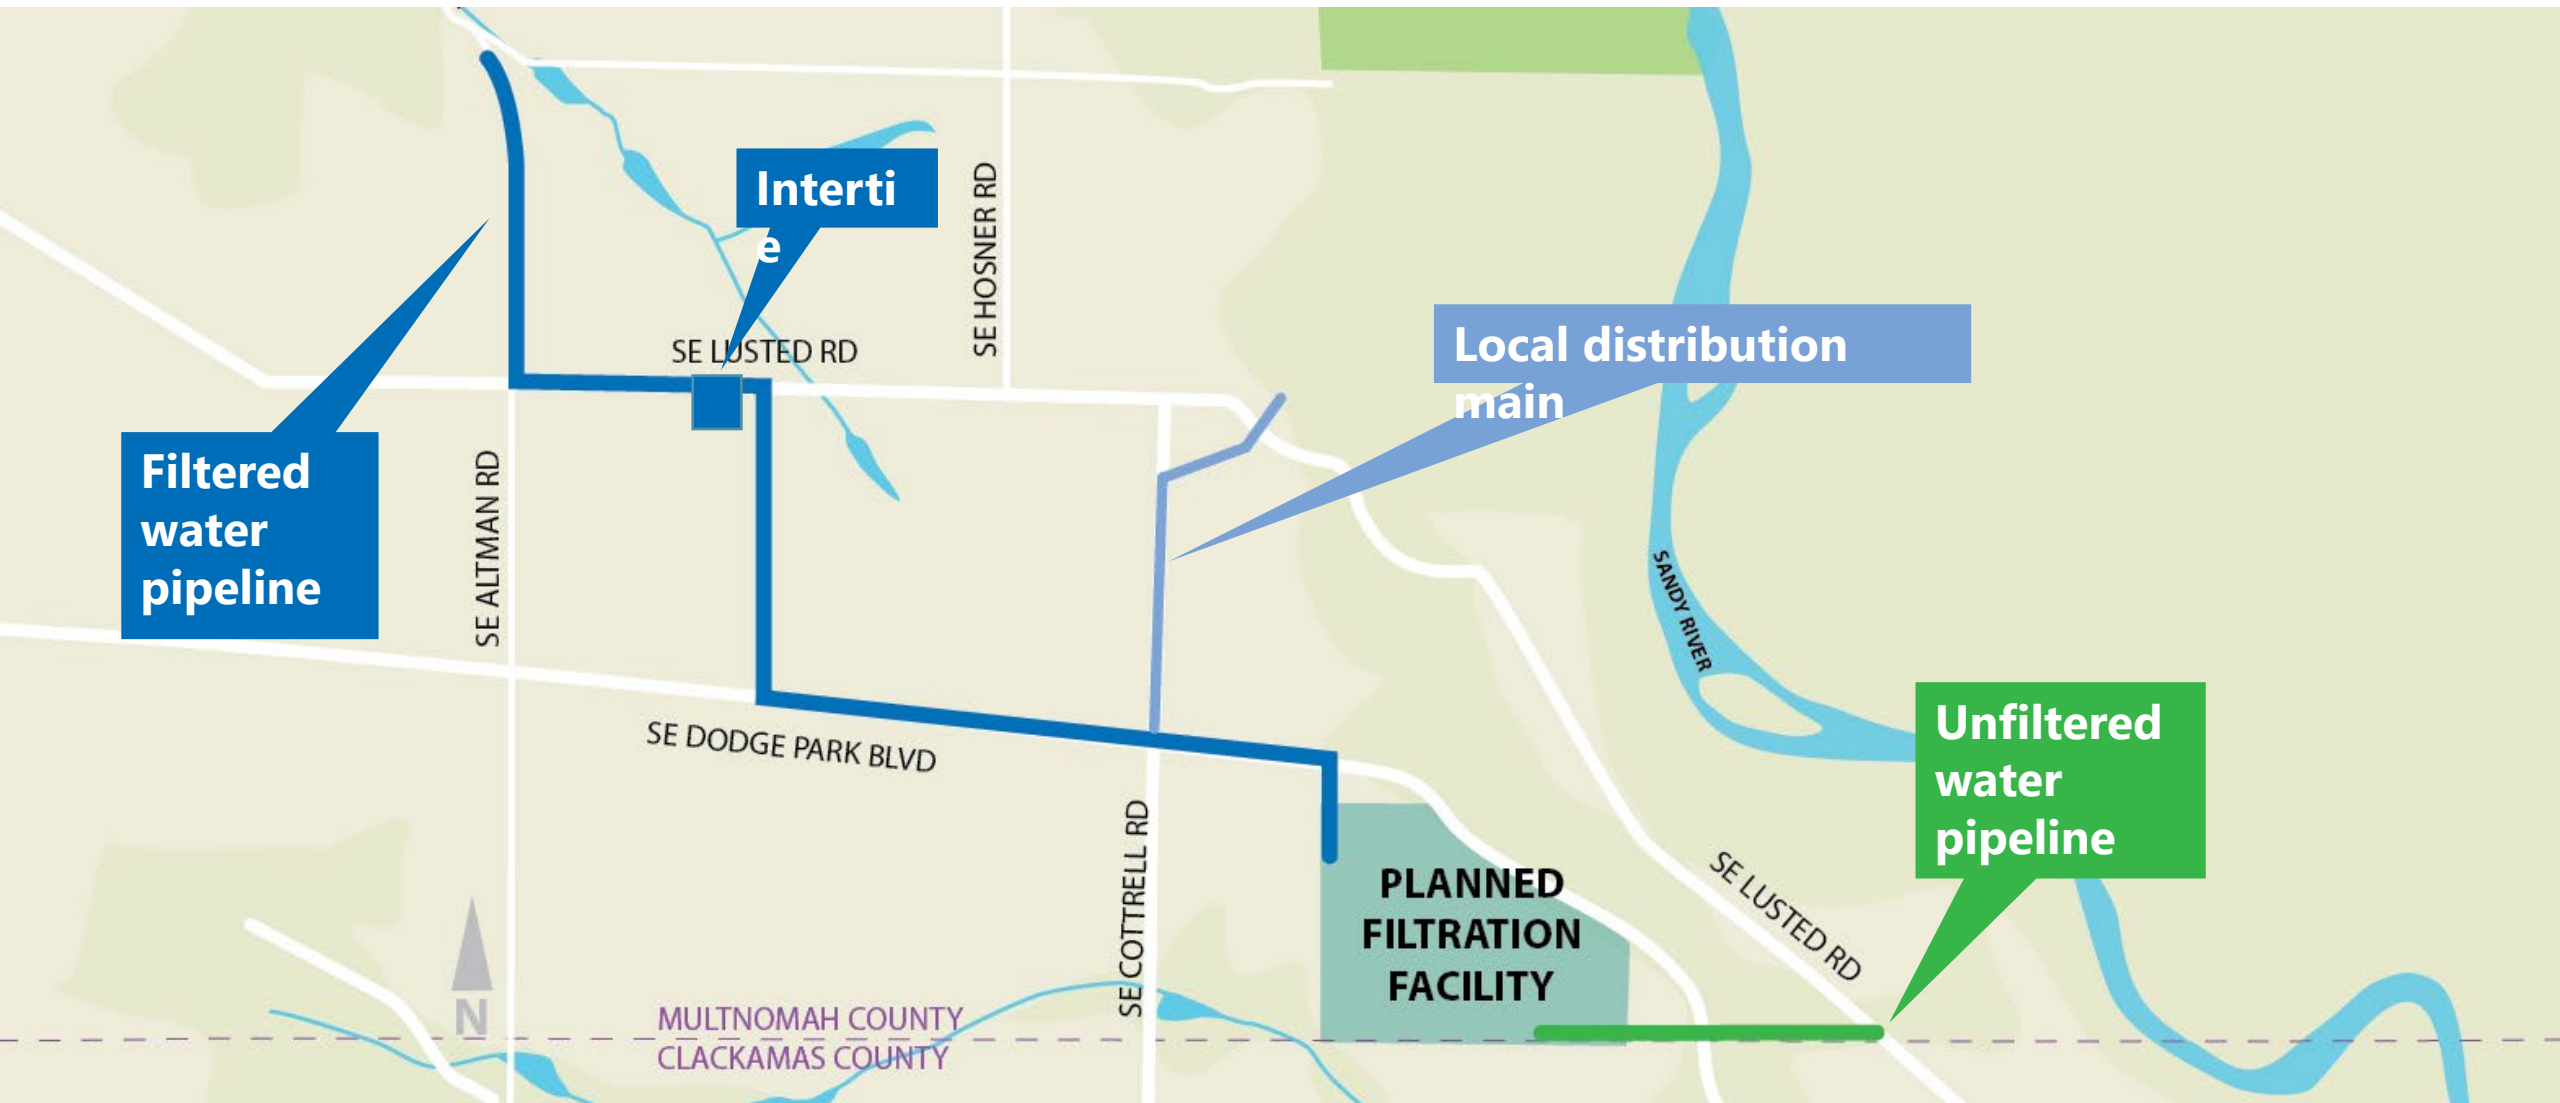 Interti
e
SE HOSNER RD
SE LUSTED RD
Local distribution
main
Filtered
water
pipeline
SE ALTMAN RD
SANDY RIVER
SE DODGE PARK BLVD
Unfiltered
water
pipeline
SE COTTRELL RD
PLANNED
FILTRATION
FACILITY
SE LUSTED RD
N
MULTNOMAH COUNTY
CLACKAMAS COUNTY